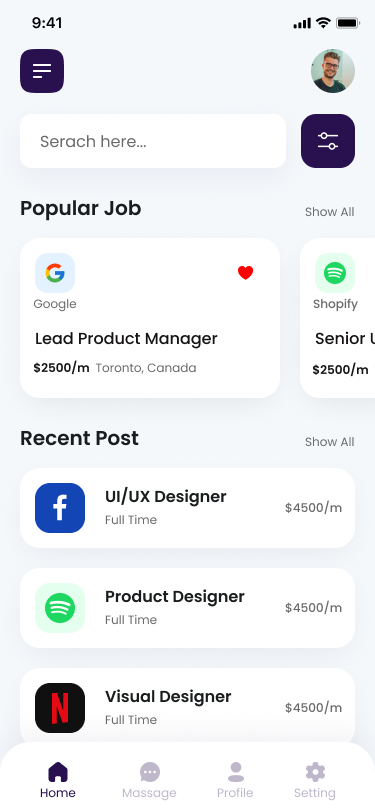 9:41
Serach here...
Popular Job
Show All
Google
Shopify
Lead Product Manager
Senior U
$2500/m Toronto, Canada
$2500/m
Recent Post
Show All
UI/UX Designer
Full Time
$4500/m
Product Designer
Full Time
$4500/m
Visual Designer
Full Time
$4500/m
Home
Massage
Profile
Setting